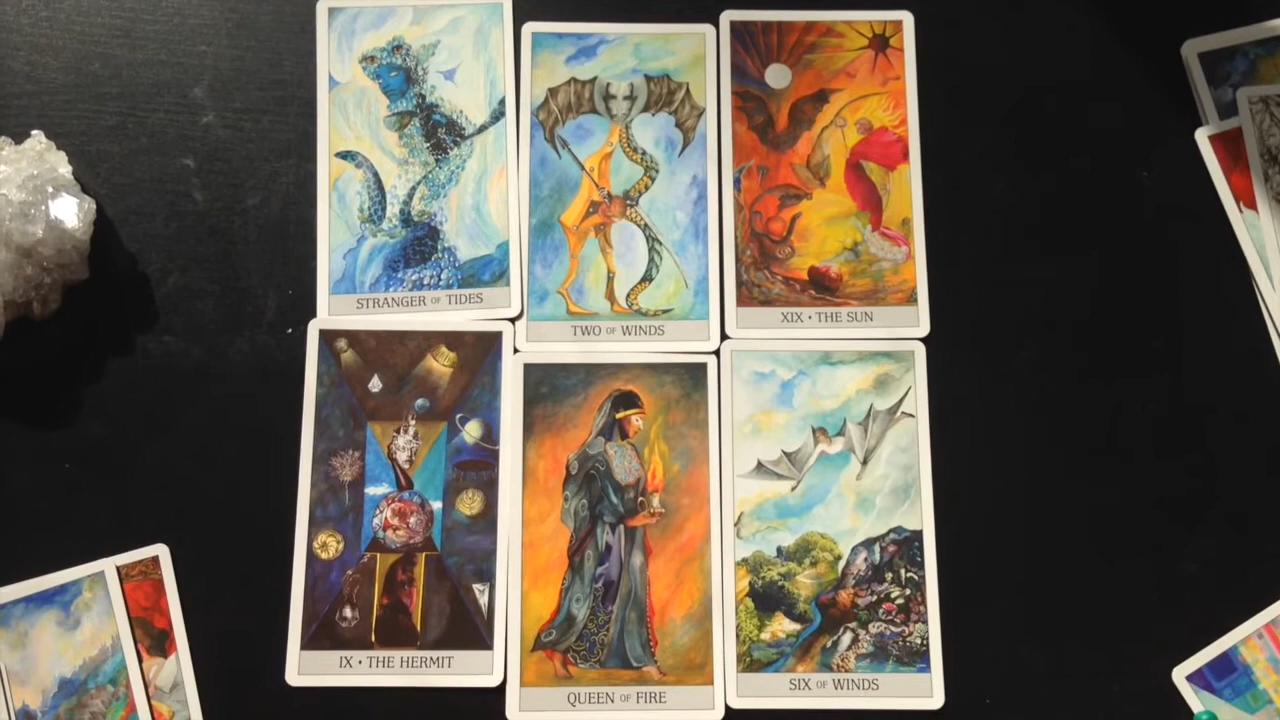 STRANGER OF TIDES
TWO OF WINDS
XIX • THE SUN
IX • THE HERMIT
QUEEN OF FIRE
SIX OF WINDS